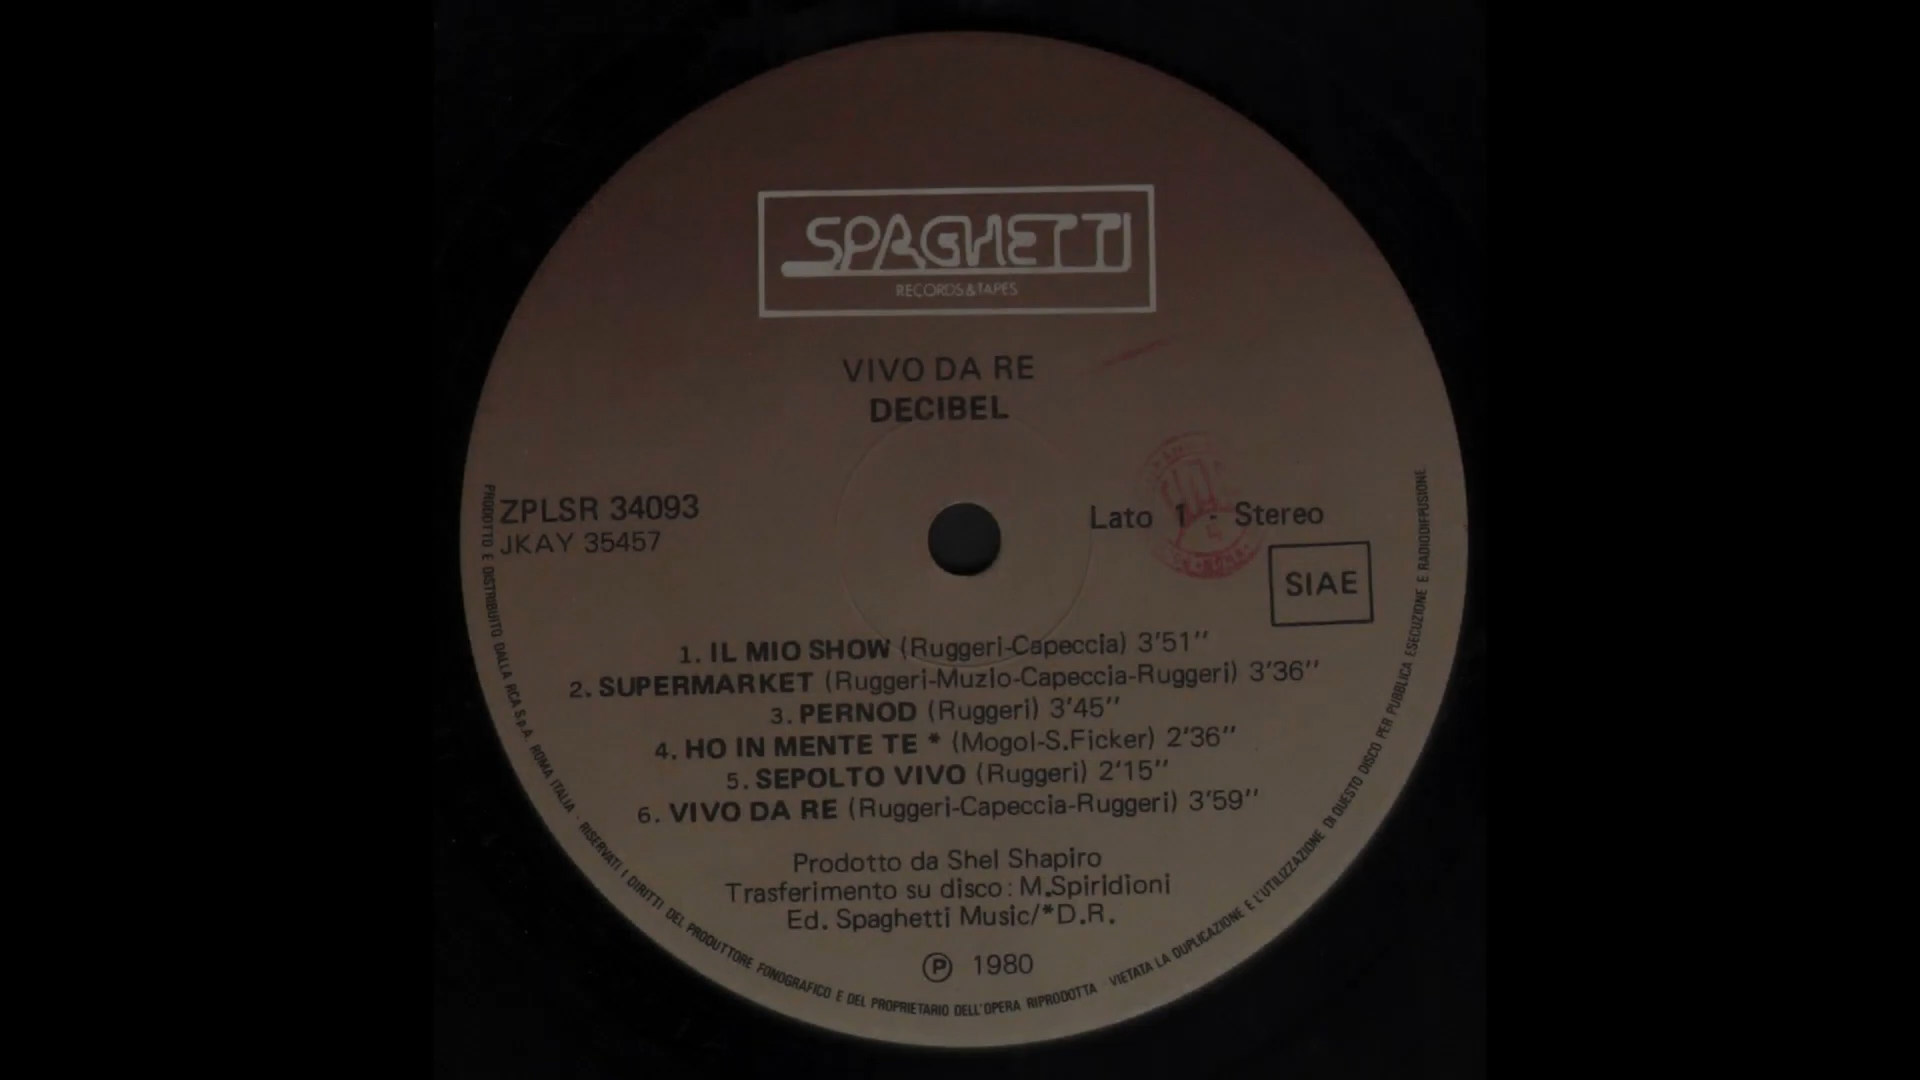 SPAGHETTI
RECORDS & TAPES
VIVO DA RE
DECIBEL
ZPLSR 34093
JKAY 35457
Lato 1 - Stereo
SIAE
1. IL MIO SHOW (Ruggeri-Capeccia) 3'51''
2. SUPERMARKET (Ruggeri-Muzio-Capeccia-Ruggeri) 3'36''
3. PERNOD (Ruggeri) 3'45''
4. HO IN MENTE TE * (Mogol-S.Ficker) 2'36''
5. SEPOLTO VIVO (Ruggeri) 2'15''
6. VIVO DA RE (Ruggeri-Capeccia-Ruggeri) 3'59''
Prodotto da Shel Shapiro
Trasferimento su disco: M.Spiridioni
Ed. Spaghetti Music/*D.R.
Ⓟ 1980
PRODOTTO E DISTRIBUITO DALLA RCA S.p.A. ROMA ITALIA · RISERVATI I DIRITTI DEL PRODUTTORE FONOGRAFICO E DEL PROPRIETARIO DELL'OPERA RIPRODOTTA · VIETATA LA DUPLICAZIONE E L'UTILIZZAZIONE DI QUESTO DISCO PER PUBBLICA ESECUZIONE E RADIODIFFUSIONE